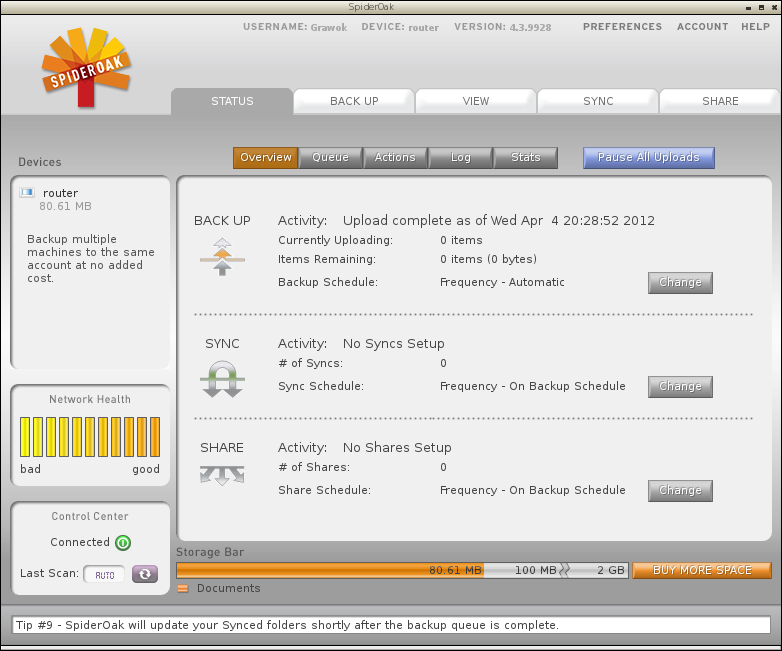 SpiderOak
USERNAME: Grawok DEVICE: router VERSION: 4.3.9928 PREFERENCES ACCOUNT HELP
SPIDEROAK
STATUS BACK UP VIEW SYNC SHARE
Overview Queue Actions Log Stats Pause All Uploads
Devices
router
80.61 MB
Backup multiple
machines to the same
account at no added
cost.
Network Health
bad good
Control Center
Connected
Last Scan: AUTO
BACK UP Activity: Upload complete as of Wed Apr  4 20:28:52 2012
Currently Uploading: 0 items
Items Remaining: 0 items (0 bytes)
Backup Schedule: Frequency - Automatic Change
SYNC Activity: No Syncs Setup
# of Syncs: 0
Sync Schedule: Frequency - On Backup Schedule Change
SHARE Activity: No Shares Setup
# of Shares: 0
Share Schedule: Frequency - On Backup Schedule Change
Storage Bar
80.61 MB 100 MB 2 GB BUY MORE SPACE
Documents
Tip #9 - SpiderOak will update your Synced folders shortly after the backup queue is complete.